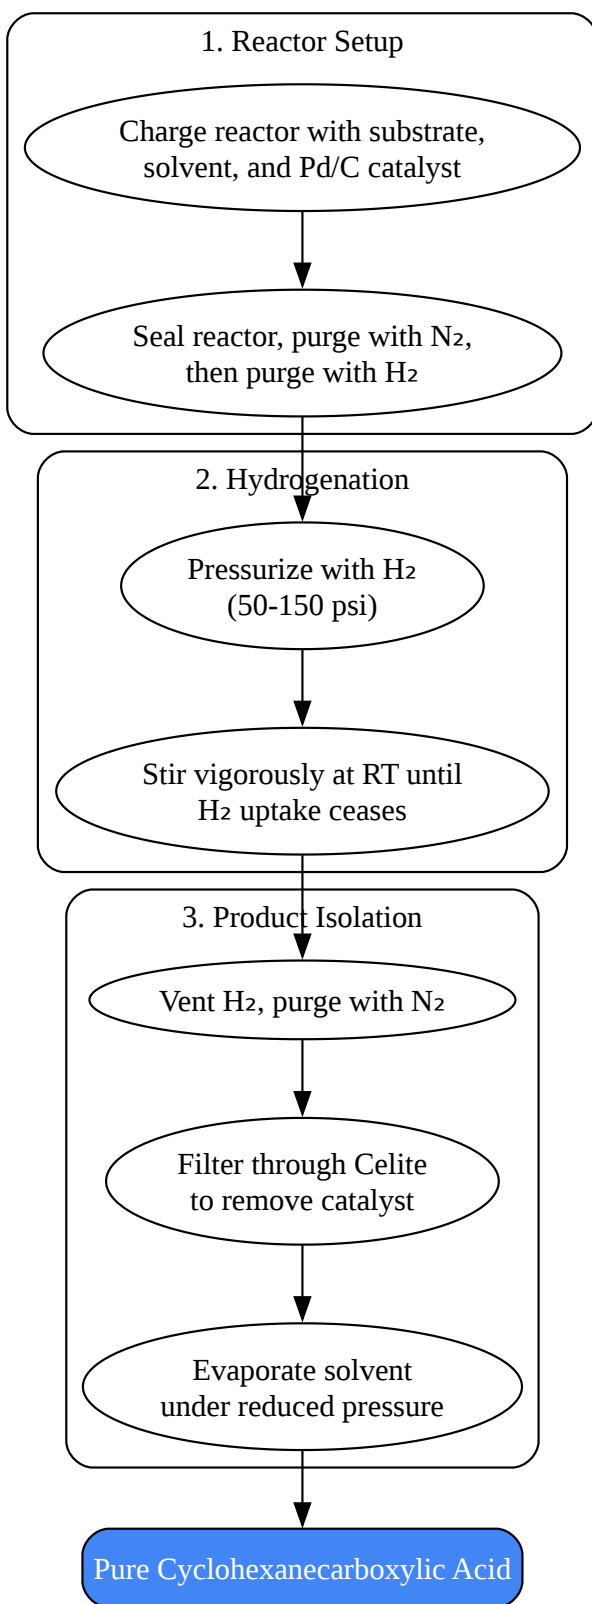 1. Reactor Setup
Charge reactor with substrate,
solvent, and Pd/C catalyst
Seal reactor, purge with N₂,
then purge with H₂
2. Hydrogenation
Pressurize with H₂
(50-150 psi)
Stir vigorously at RT until
H₂ uptake ceases
3. Product Isolation
Vent H₂, purge with N₂
Filter through Celite
to remove catalyst
Evaporate solvent
under reduced pressure
Pure Cyclohexanecarboxylic Acid